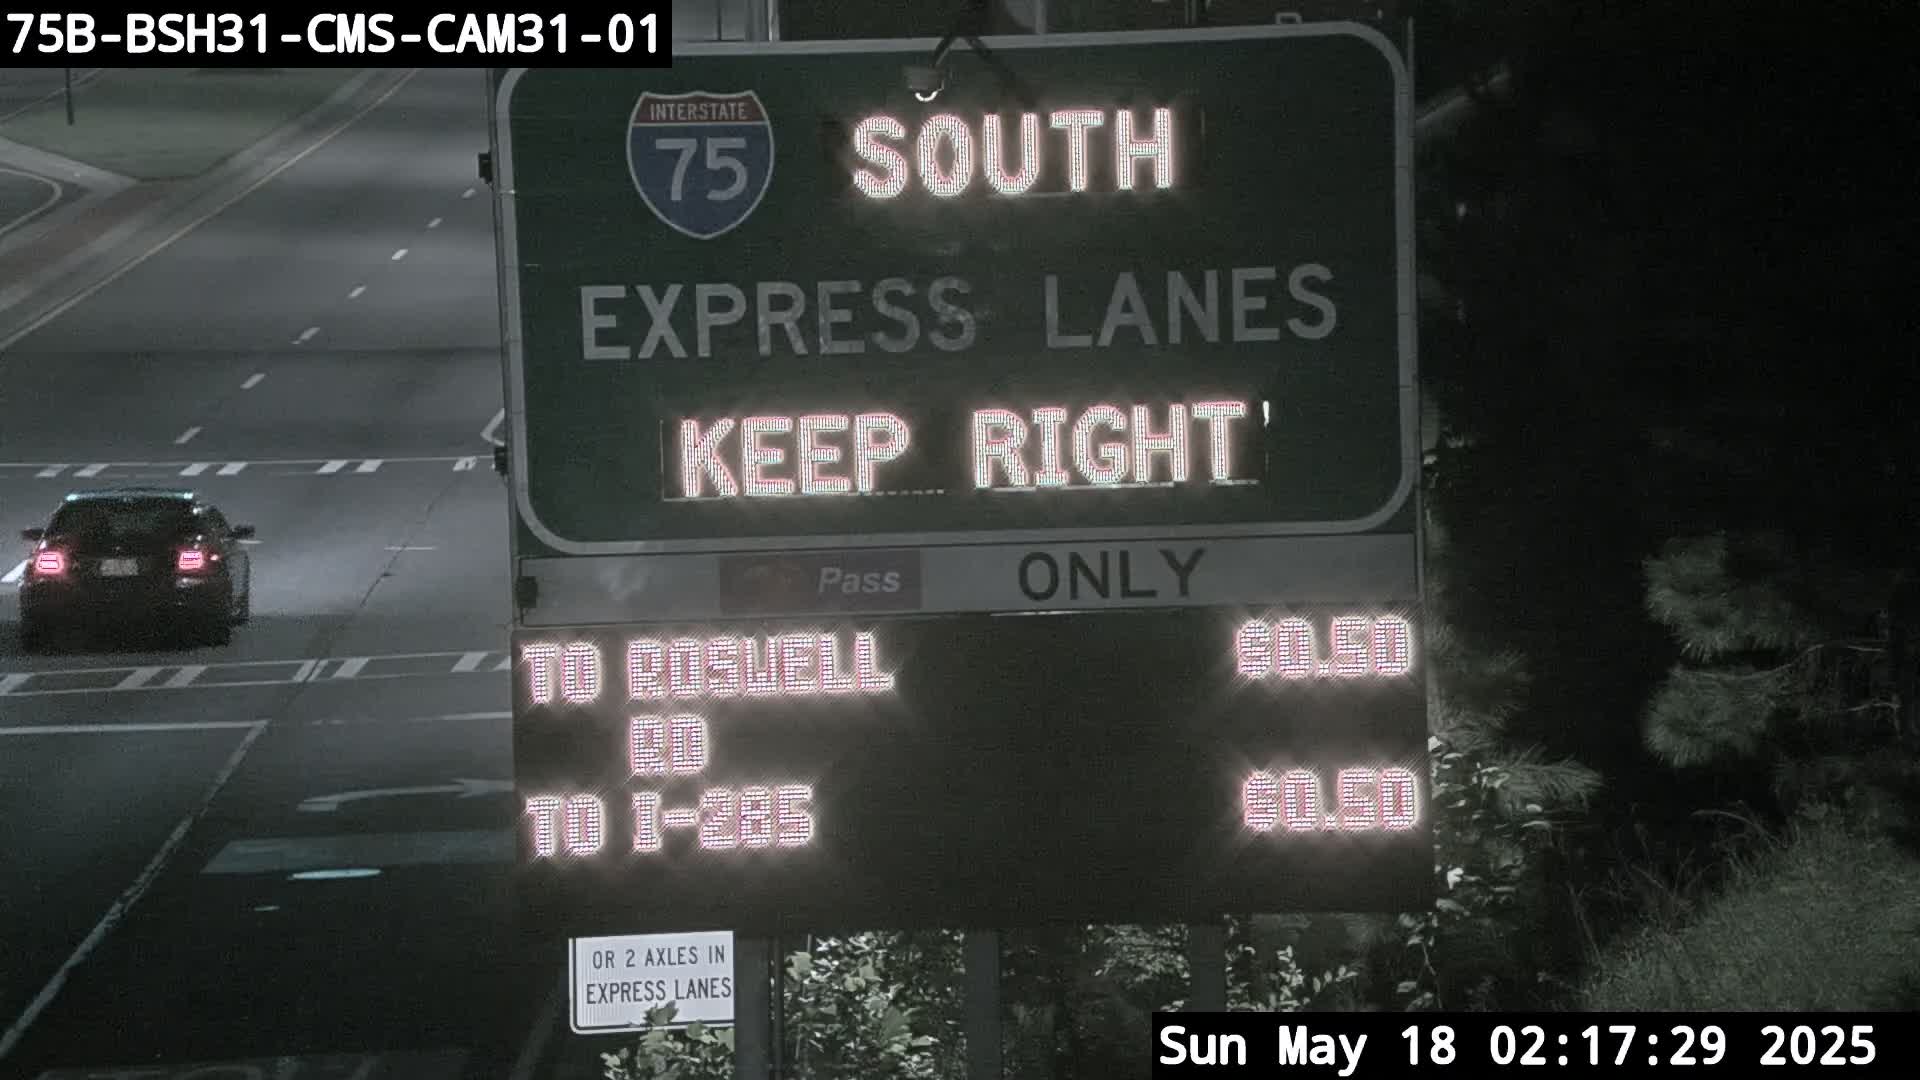 75B-BSH31-CMS-CAM31-01
INTERSTATE
75
SOUTH
EXPRESS LANES
KEEP RIGHT
Pass ONLY
TO ROSWELL $0.50
RD
TO I-285 $0.50
OR 2 AXLES IN
EXPRESS LANES
Sun May 18 02:17:29 2025